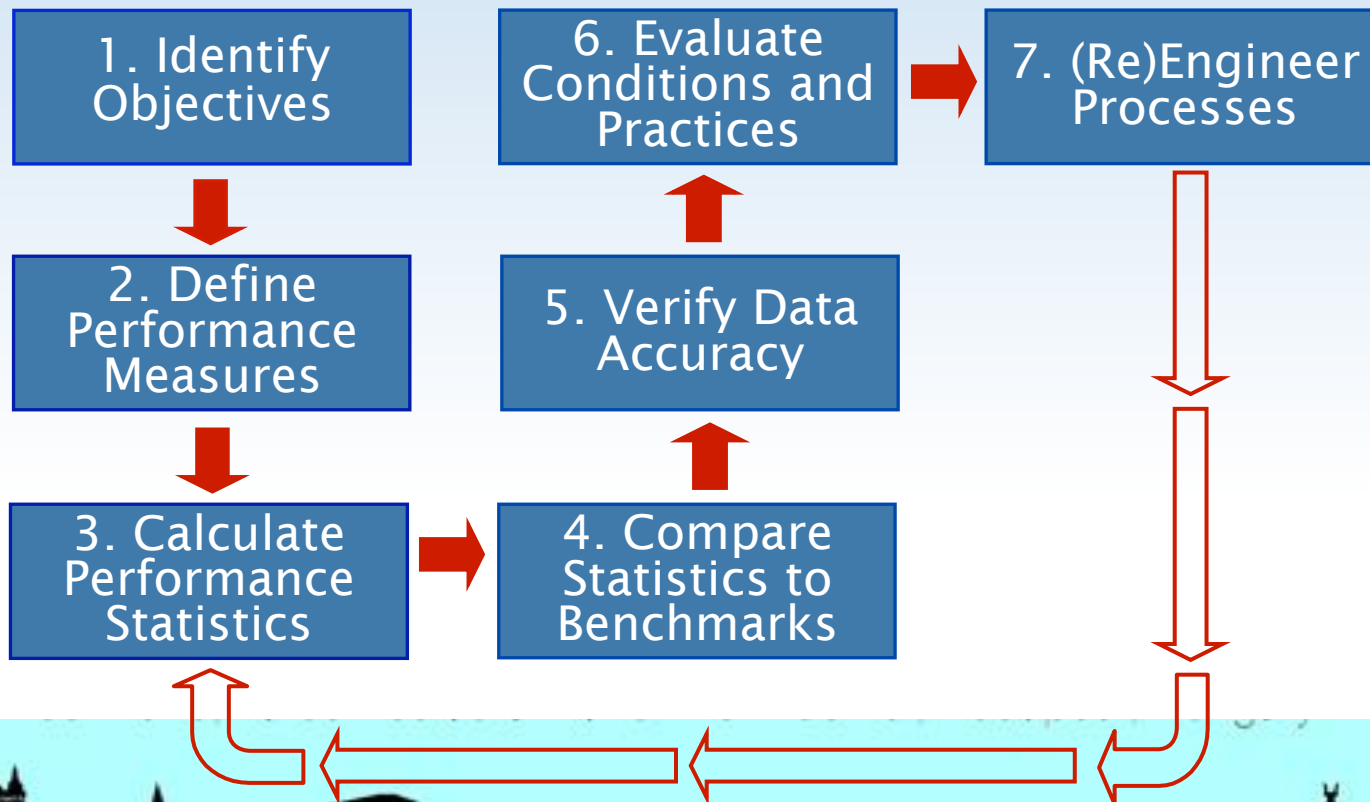 1. Identify
Objectives
2. Define
Performance
Measures
3. Calculate
Performance
Statistics
4. Compare
Statistics to
Benchmarks
5. Verify Data
Accuracy
6. Evaluate
Conditions and
Practices
7. (Re)Engineer
Processes